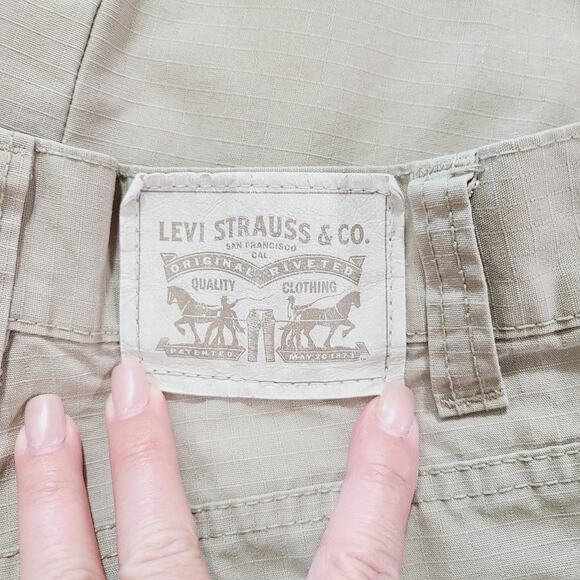 LEVI STRAUSS & CO.
SAN FRANCISCO
CAL
ORIGINAL RIVETED
QUALITY CLOTHING
PATENTED MAY 20 1873